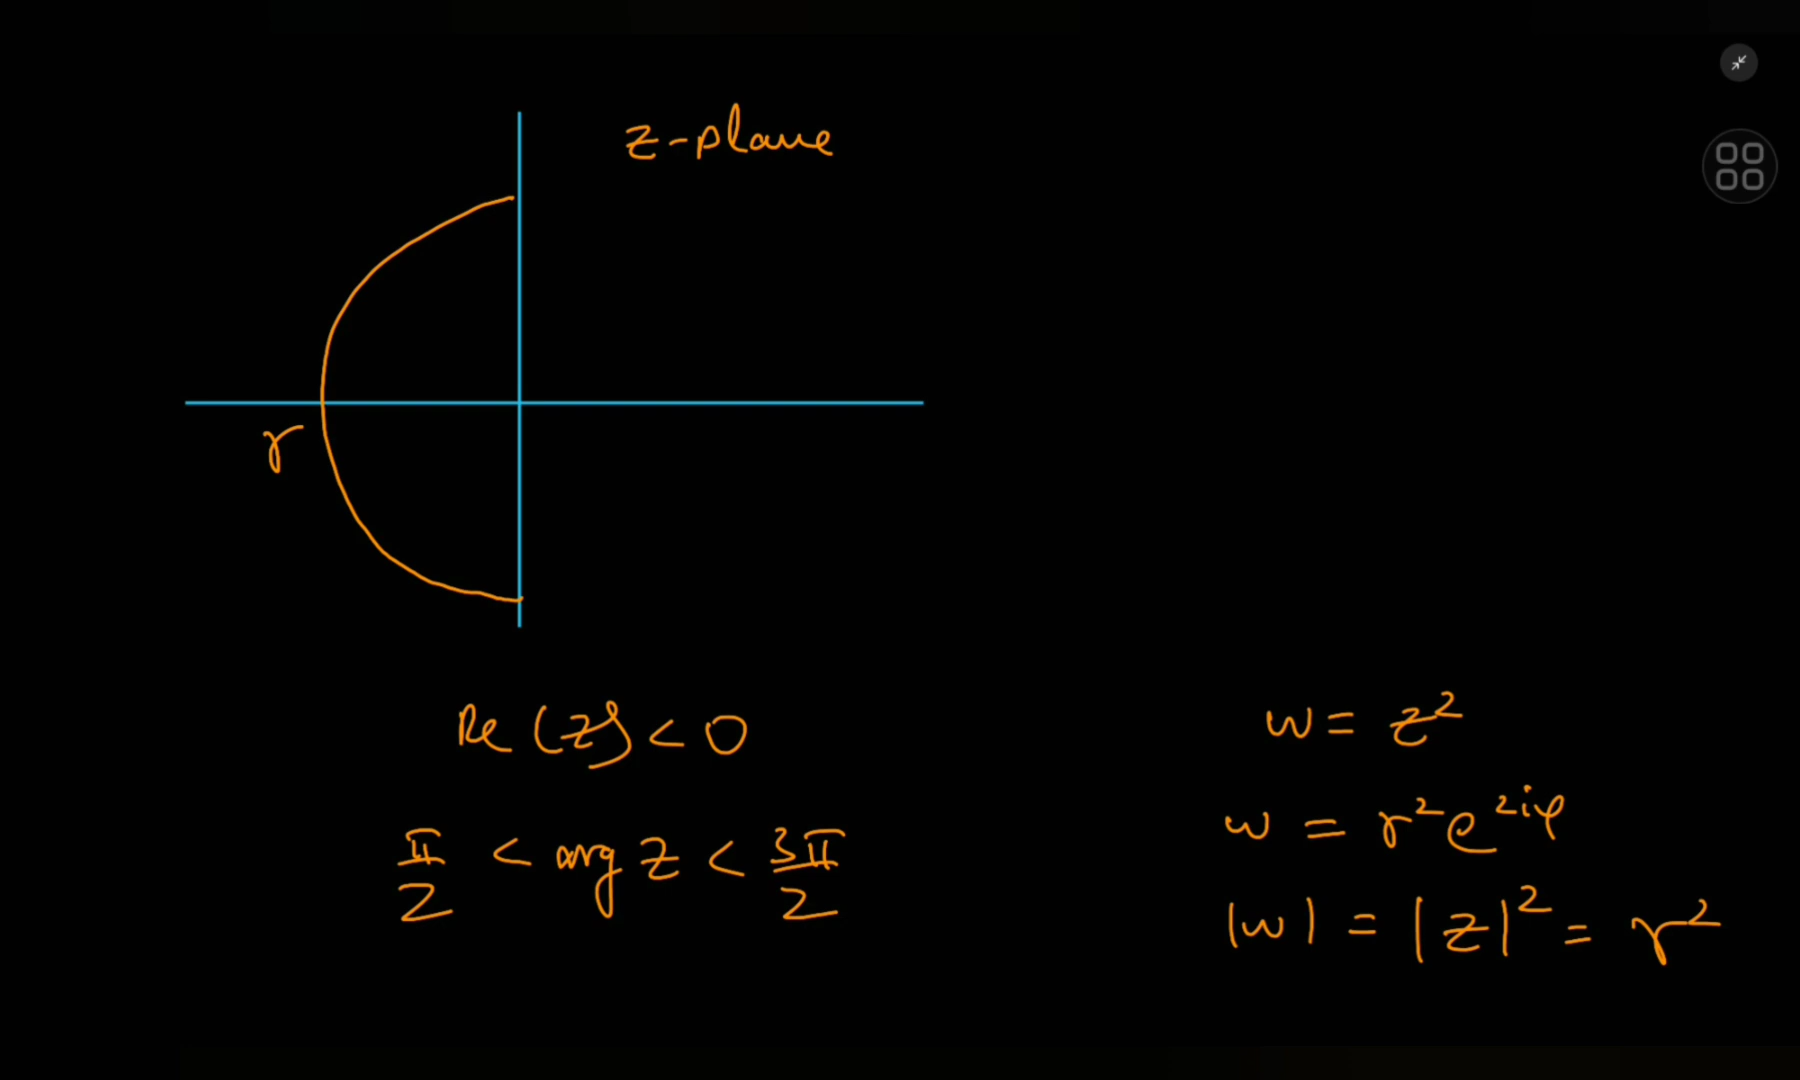 z-plane
r
Re (z) < 0
π/2 < arg z < 3π/2
w = z²
w = r²e^{2iφ}
|w| = |z|² = r²